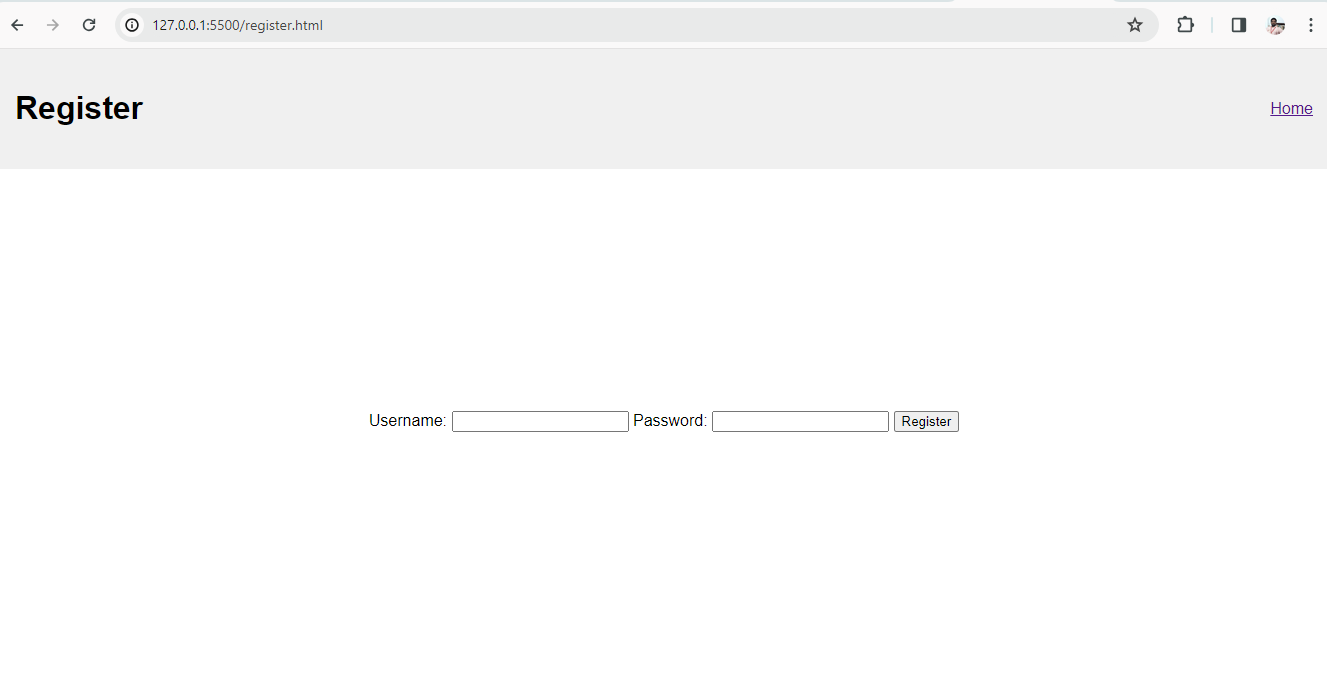 127.0.0.1:5500/register.html
Register
Home
Username: Password: Register